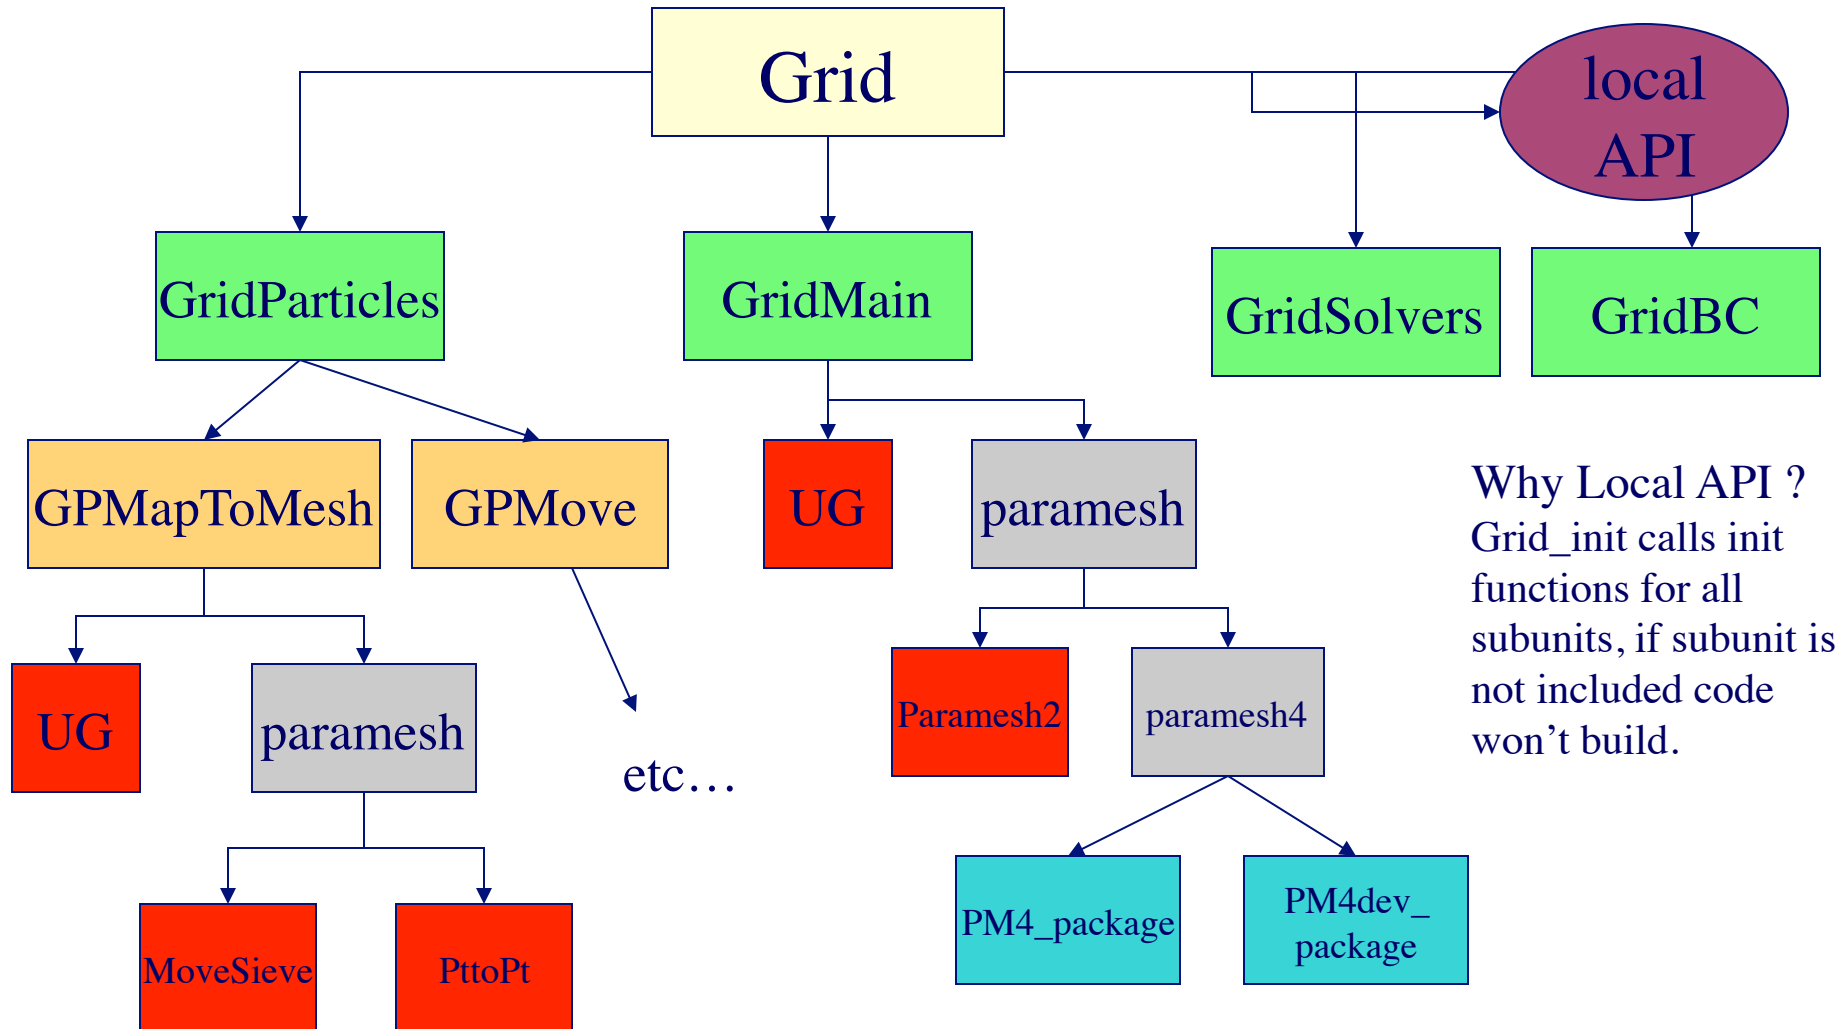 Grid
local
API
GridParticles
GridMain
GridSolvers
GridBC
GPMapToMesh
GPMove
UG
paramesh
Why Local API ?
Grid_init calls init
functions for all
subunits, if subunit is
not included code
won’t build.
UG
paramesh
etc…
Paramesh2
paramesh4
MoveSieve
PttoPt
PM4_package
PM4dev_
package